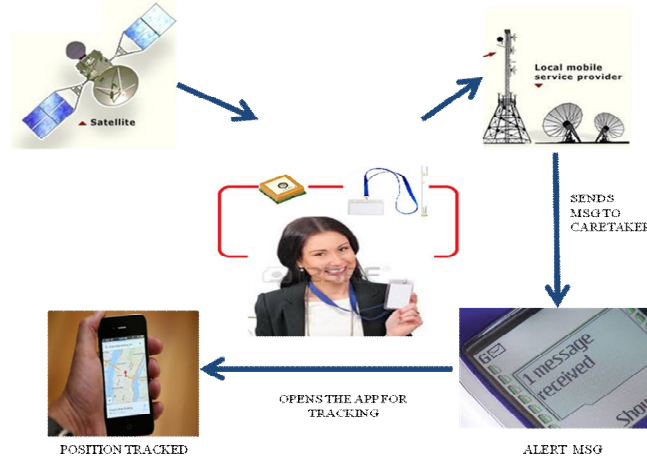 Satellite
Local mobile
service provider
SENDS
MSG TO
CARETAKER
1 message
received
Show
OPENS THE APP FOR
TRACKING
POSITION TRACKED
ALERT MSG